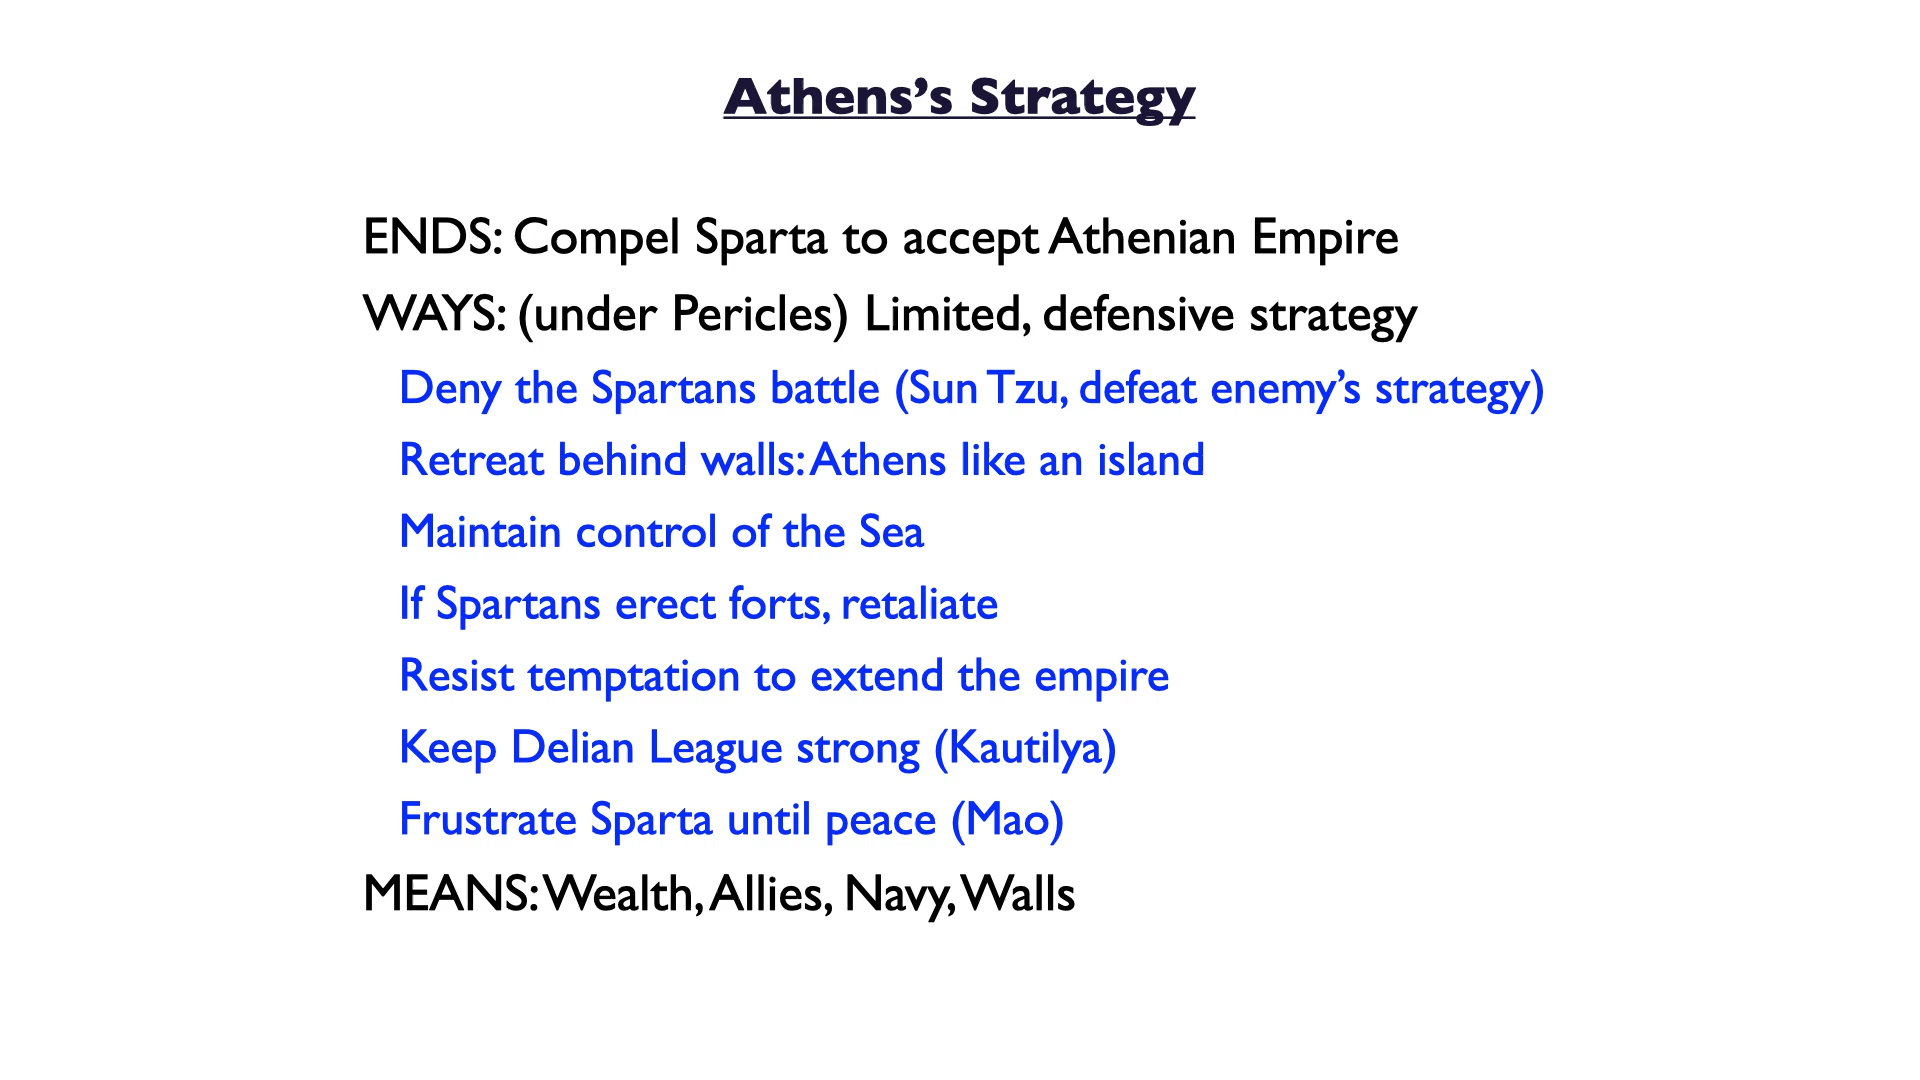 Athens’s Strategy
ENDS: Compel Sparta to accept Athenian Empire
WAYS: (under Pericles) Limited, defensive strategy
Deny the Spartans battle (Sun Tzu, defeat enemy’s strategy)
Retreat behind walls: Athens like an island
Maintain control of the Sea
If Spartans erect forts, retaliate
Resist temptation to extend the empire
Keep Delian League strong (Kautilya)
Frustrate Sparta until peace (Mao)
MEANS: Wealth, Allies, Navy, Walls